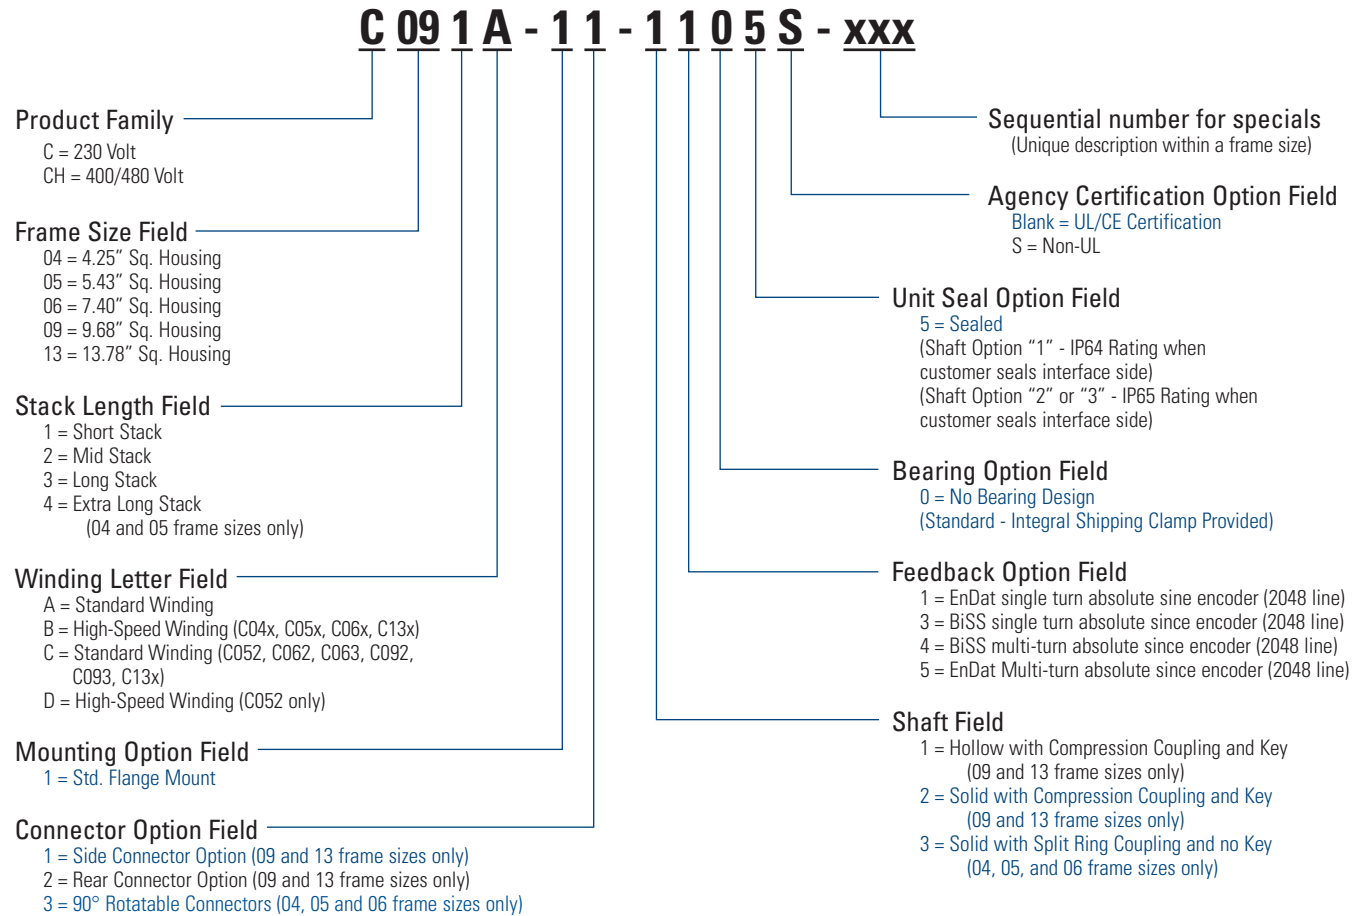 C 09 1 A - 1 1 - 1 1 0 5 S - xxx
Product Family
C = 230 Volt
CH = 400/480 Volt
Frame Size Field
04 = 4.25” Sq. Housing
05 = 5.43” Sq. Housing
06 = 7.40” Sq. Housing
09 = 9.68” Sq. Housing
13 = 13.78” Sq. Housing
Stack Length Field
1 = Short Stack
2 = Mid Stack
3 = Long Stack
4 = Extra Long Stack
(04 and 05 frame sizes only)
Winding Letter Field
A = Standard Winding
B = High-Speed Winding (C04x, C05x, C06x, C13x)
C = Standard Winding (C052, C062, C063, C092,
C093, C13x)
D = High-Speed Winding (C052 only)
Mounting Option Field
1 = Std. Flange Mount
Connector Option Field
1 = Side Connector Option (09 and 13 frame sizes only)
2 = Rear Connector Option (09 and 13 frame sizes only)
3 = 90° Rotatable Connectors (04, 05 and 06 frame sizes only)
Sequential number for specials
(Unique description within a frame size)
Agency Certification Option Field
Blank = UL/CE Certification
S = Non-UL
Unit Seal Option Field
5 = Sealed
(Shaft Option “1” - IP64 Rating when
customer seals interface side)
(Shaft Option “2” or “3” - IP65 Rating when
customer seals interface side)
Bearing Option Field
0 = No Bearing Design
(Standard - Integral Shipping Clamp Provided)
Feedback Option Field
1 = EnDat single turn absolute sine encoder (2048 line)
3 = BiSS single turn absolute since encoder (2048 line)
4 = BiSS multi-turn absolute since encoder (2048 line)
5 = EnDat Multi-turn absolute since encoder (2048 line)
Shaft Field
1 = Hollow with Compression Coupling and Key
(09 and 13 frame sizes only)
2 = Solid with Compression Coupling and Key
(09 and 13 frame sizes only)
3 = Solid with Split Ring Coupling and no Key
(04, 05, and 06 frame sizes only)